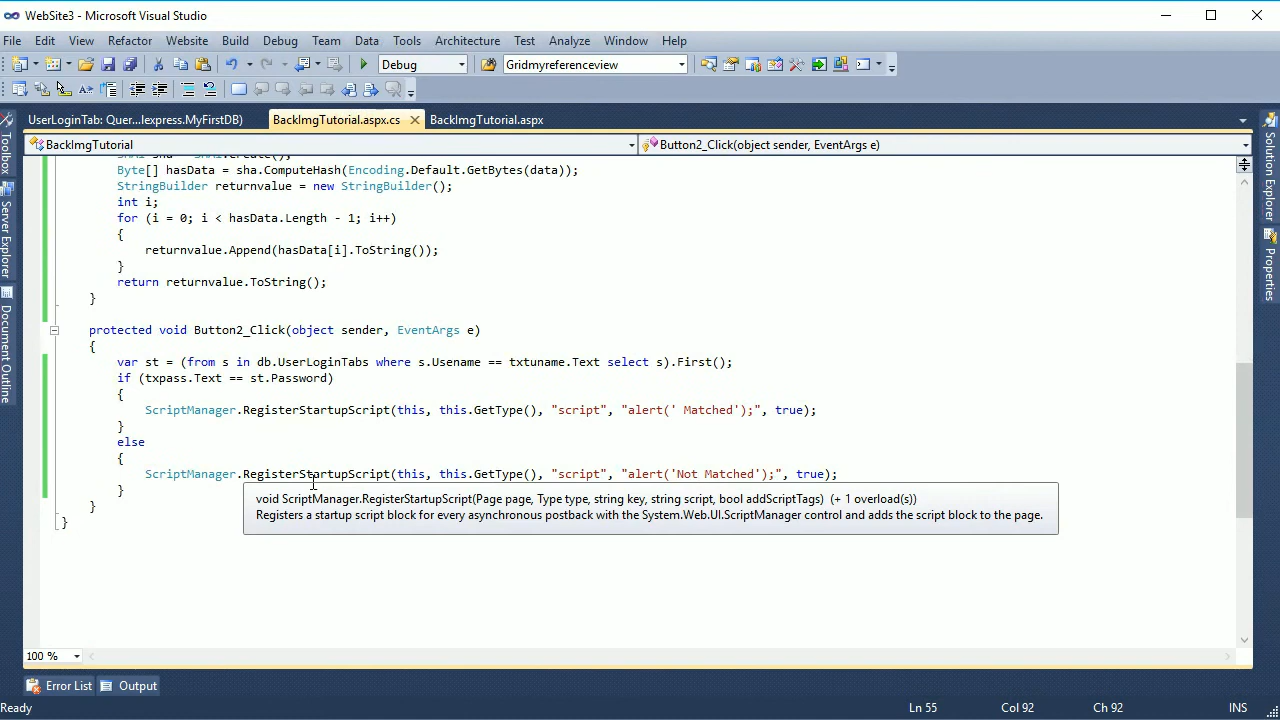 WebSite3 - Microsoft Visual Studio
File Edit View Refactor Website Build Debug Team Data Tools Architecture Test Analyze Window Help
Debug Gridmyreferenceview
UserLoginTab: Quer...lexpress.MyFirstDB) BackImgTutorial.aspx.cs BackImgTutorial.aspx
BackImgTutorial Button2_Click(object sender, EventArgs e)
Byte[] hasData = sha.ComputeHash(Encoding.Default.GetBytes(data));
StringBuilder returnvalue = new StringBuilder();
int i;
for (i = 0; i < hasData.Length - 1; i++)
{
returnvalue.Append(hasData[i].ToString());
}
return returnvalue.ToString();
}
protected void Button2_Click(object sender, EventArgs e)
{
var st = (from s in db.UserLoginTabs where s.Usename == txtuname.Text select s).First();
if (txpass.Text == st.Password)
{
ScriptManager.RegisterStartupScript(this, this.GetType(), "script", "alert(' Matched');", true);
}
else
{
ScriptManager.RegisterStartupScript(this, this.GetType(), "script", "alert('Not Matched');", true);
}
void ScriptManager.RegisterStartupScript(Page page, Type type, string key, string script, bool addScriptTags) (+ 1 overload(s))
Registers a startup script block for every asynchronous postback with the System.Web.UI.ScriptManager control and adds the script block to the page.
}
}
100 %
Error List Output
Ready Ln 55 Col 92 Ch 92 INS
Toolbox
Server Explorer
Document Outline
Solution Explorer
Properties